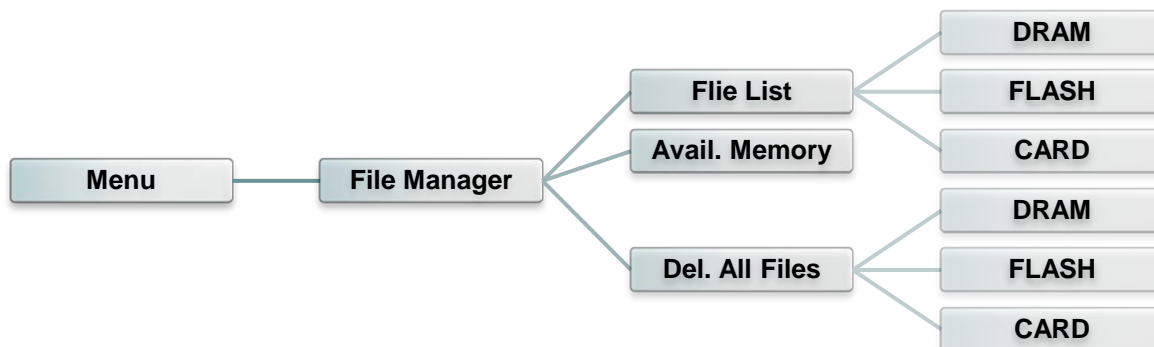 Menu
File Manager
Flie List
DRAM
FLASH
CARD
Avail. Memory
Del. All Files
DRAM
FLASH
CARD